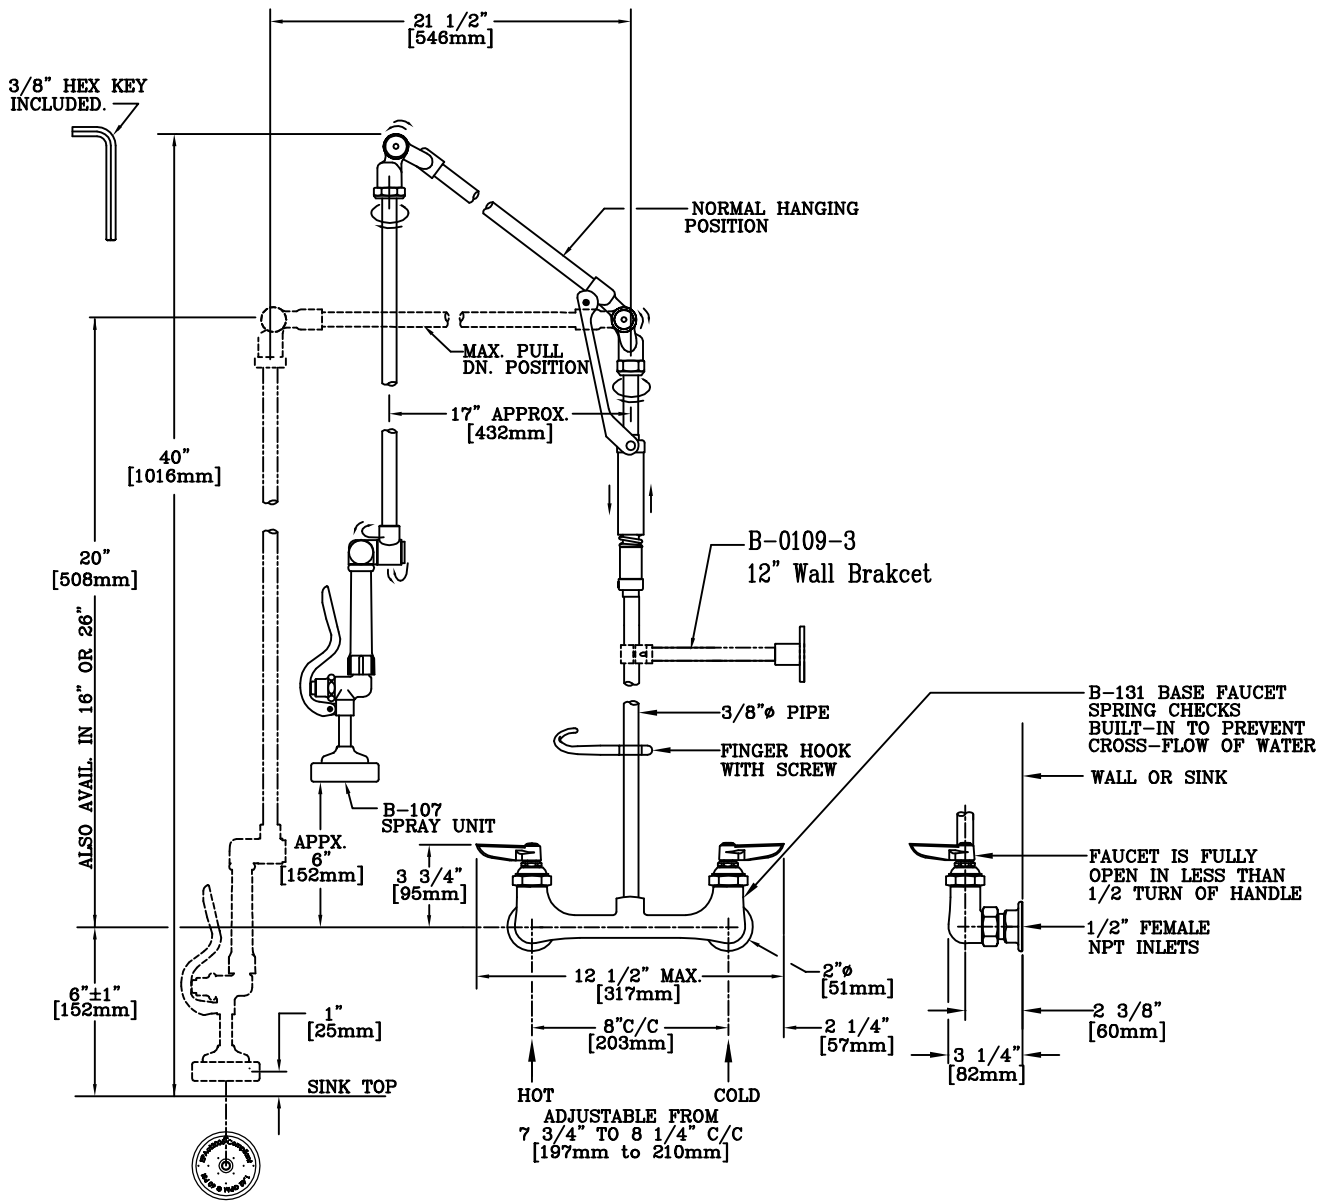 21 1/2"
[546mm]
3/8" HEX KEY
INCLUDED.
NORMAL HANGING
POSITION
MAX. PULL
DN. POSITION
17" APPROX.
[432mm]
40"
[1016mm]
20"
[508mm]
ALSO AVAIL. IN 16" OR 26"
B-0109-3
12" Wall Brakcet
3/8"ø PIPE
FINGER HOOK
WITH SCREW
B-131 BASE FAUCET
SPRING CHECKS
BUILT-IN TO PREVENT
CROSS-FLOW OF WATER
WALL OR SINK
B-107
SPRAY UNIT
APPX.
6"
[152mm]
3 3/4"
[95mm]
FAUCET IS FULLY
OPEN IN LESS THAN
1/2 TURN OF HANDLE
1/2" FEMALE
NPT INLETS
12 1/2" MAX.
[317mm]
2"ø
[51mm]
6"±1"
[152mm]
1"
[25mm]
8"C/C
[203mm]
2 1/4"
[57mm]
2 3/8"
[60mm]
3 1/4"
[82mm]
SINK TOP
HOT
COLD
ADJUSTABLE FROM
7 3/4" TO 8 1/4" C/C
[197mm to 210mm]